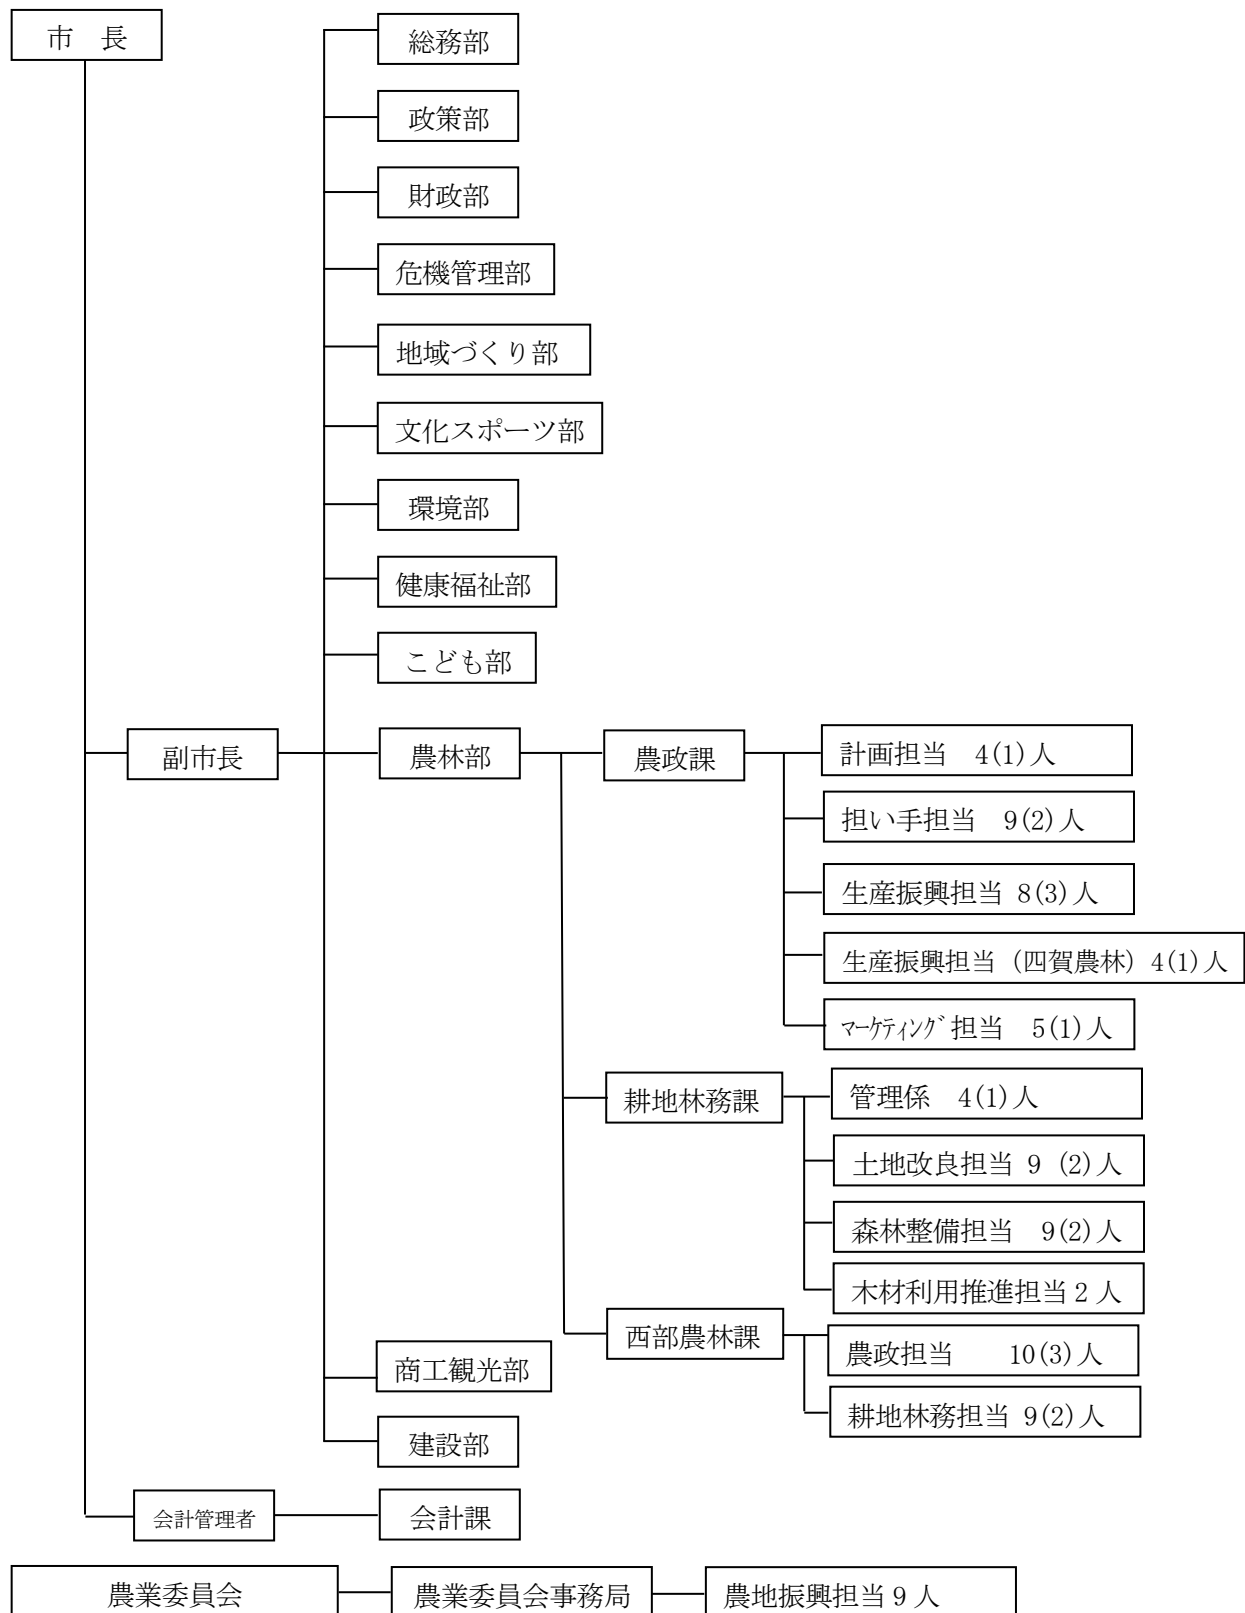 市　長
総務部
政策部
財政部
危機管理部
地域づくり部
文化スポーツ部
環境部
健康福祉部
こども部
副市長
農林部
農政課
計画担当　4(1)人
担い手担当　9(2)人
生産振興担当 8(3)人
生産振興担当（四賀農林）4(1)人
ﾏｰｹﾃｨﾝｸﾞ担当　5(1)人
耕地林務課
管理係　4(1)人
土地改良担当 9 (2)人
森林整備担当　9(2)人
木材利用推進担当 2 人
西部農林課
農政担当　　10(3)人
耕地林務担当 9(2)人
商工観光部
建設部
会計管理者
会計課
農業委員会
農業委員会事務局
農地振興担当 9 人